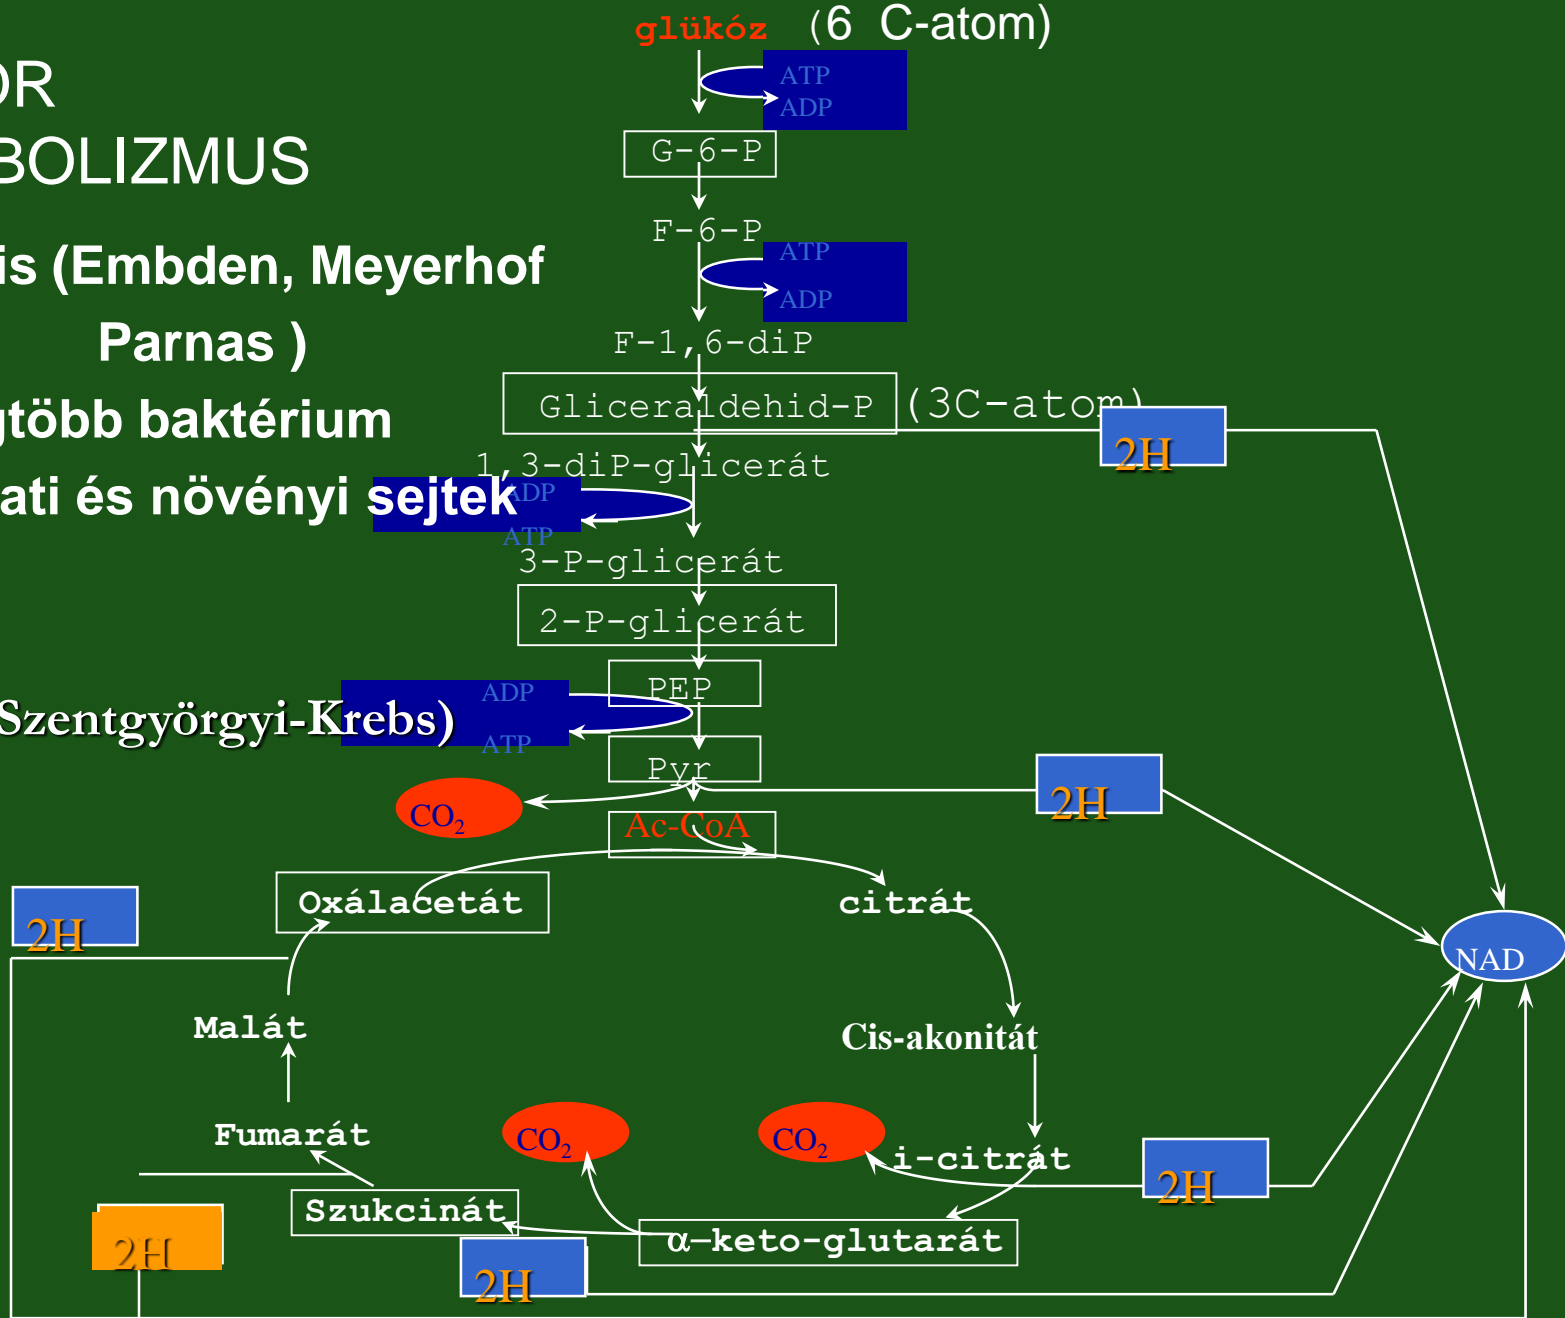 glükóz (6 C-atom)
OR
BOLIZMUS
ATP
ADP
G-6-P
F-6-P
ATP
ADP
is (Embden, Meyerhof
Parnas )
gtöbb baktérium
ati és növényi sejtek
F-1,6-diP
Gliceraldehid-P (3C-atom)
2H
1,3-diP-glicerát
ADP
ATP
3-P-glicerát
2-P-glicerát
PEP
ADP
ATP
Szentgyörgyi-Krebs)
Pyr
2H
CO2
Ac-CoA
Oxálacetát
citrát
2H
NAD
Malát
Cis-akonitát
Fumarát
CO2
CO2
i-citrát
2H
Szukcinát
α–keto-glutarát
2H
2H